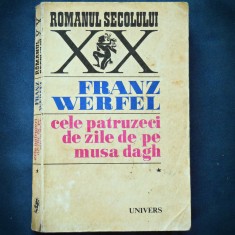 ROMANUL SECOLULUI
XX
FRANZ
WERFEL
cele patruzeci
de zile de pe
musa dagh
*
UNIVERS